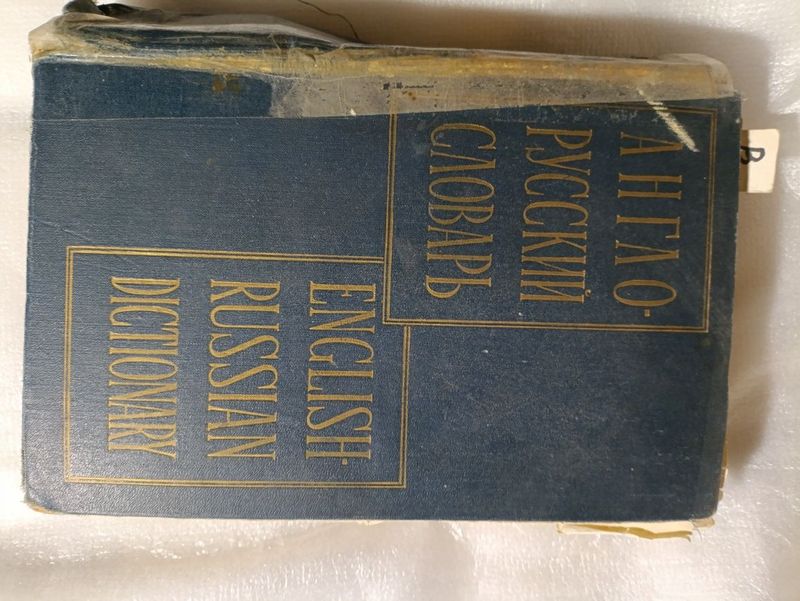 АНГЛО-
РУССКИЙ
СЛОВАРЬ
ENGLISH-
RUSSIAN
DICTIONARY
B